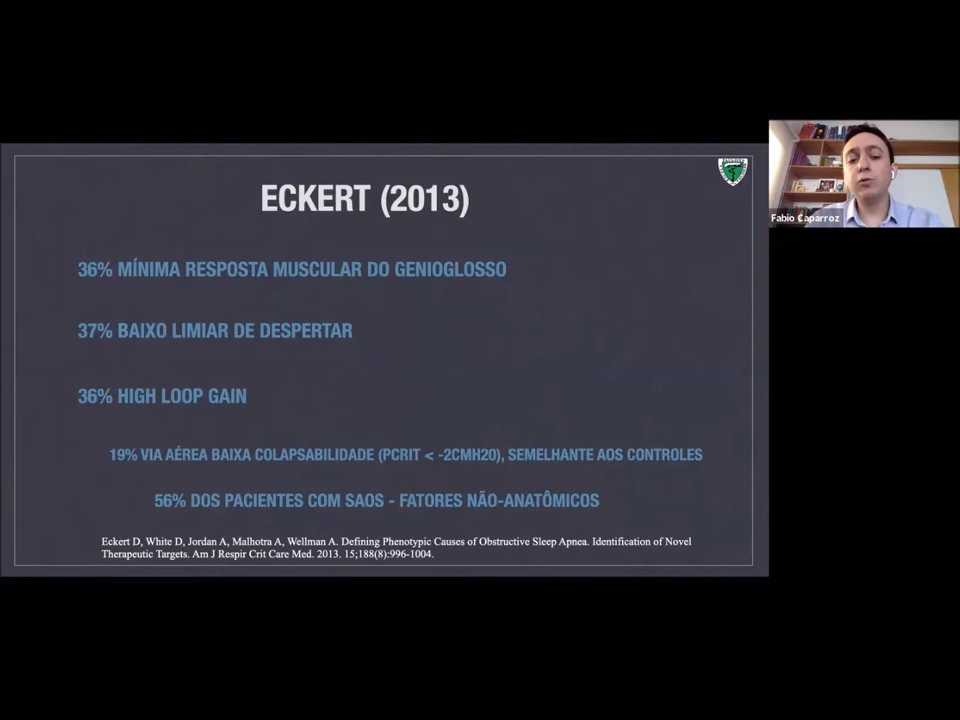 ECKERT (2013)
36% MÍNIMA RESPOSTA MUSCULAR DO GENIOGLOSSO
37% BAIXO LIMIAR DE DESPERTAR
36% HIGH LOOP GAIN
19% VIA AÉREA BAIXA COLAPSABILIDADE (PCRIT < -2CMH20), SEMELHANTE AOS CONTROLES
56% DOS PACIENTES COM SAOS - FATORES NÃO-ANATÔMICOS
Eckert D, White D, Jordan A, Malhotra A, Wellman A. Defining Phenotypic Causes of Obstructive Sleep Apnea. Identification of Novel
Therapeutic Targets. Am J Respir Crit Care Med. 2013. 15;188(8):996-1004.
Fabio Caparroz